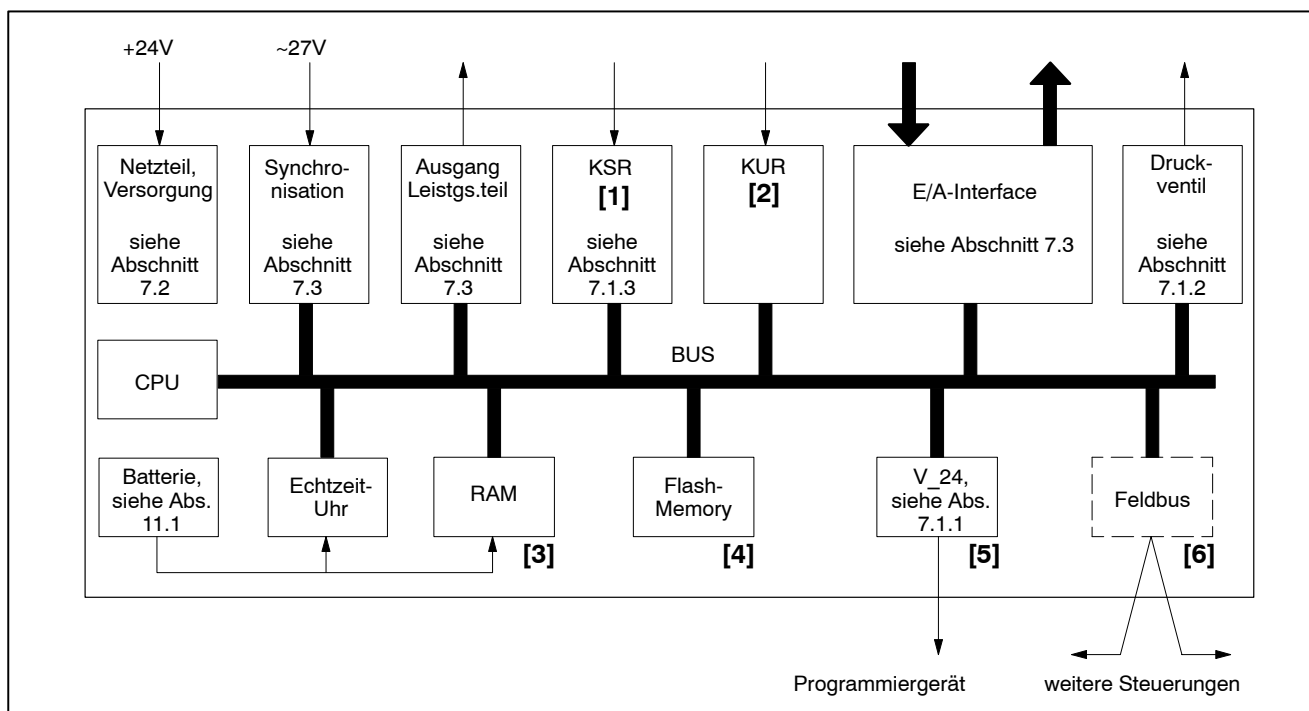 +24V
~27V
Netzteil,
Versorgung
siehe
Abschnitt
7.2
Synchro-
nisation
siehe
Abschnitt
7.3
Ausgang
Leistgs.teil
siehe
Abschnitt
7.3
KSR
[1]
siehe
Abschnitt
7.1.3
KUR
[2]
E/A-Interface
siehe Abschnitt 7.3
Druck-
ventil
siehe
Abschnitt
7.1.2
BUS
CPU
Batterie,
siehe Abs.
11.1
Echtzeit-
Uhr
RAM
[3]
Flash-
Memory
[4]
V_24,
siehe Abs.
7.1.1
[5]
Feldbus
[6]
Programmiergerät
weitere Steuerungen